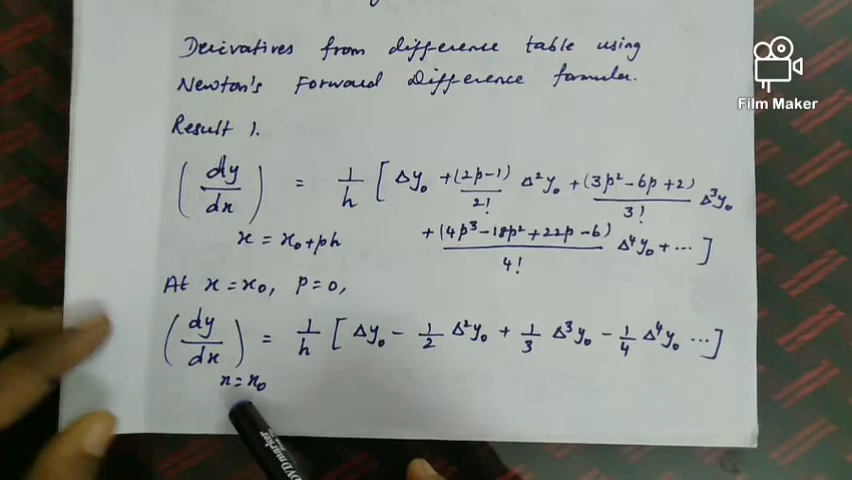 Derivatives from difference table using
Newton's Forward Difference formula.
Result 1.
(dy/dx) = 1/h [Δy₀ + (2p-1)/2! Δ²y₀ + (3p²-6p+2)/3! Δ³y₀
x = x₀+ph + (4p³-18p²+22p-6)/4! Δ⁴y₀ + ... ]
At x = x₀, p = 0,
(dy/dx) = 1/h [Δy₀ - 1/2 Δ²y₀ + 1/3 Δ³y₀ - 1/4 Δ⁴y₀ ... ]
x = x₀
Film Maker
DVD marker